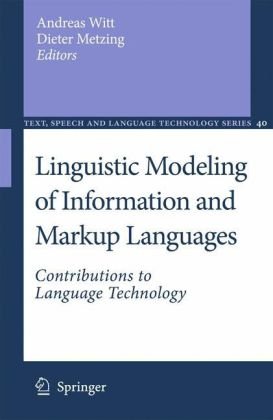 Andreas Witt
Dieter Metzing
Editors
TEXT, SPEECH AND LANGUAGE TECHNOLOGY SERIES 40
Linguistic Modeling
of Information and
Markup Languages
Contributions to
Language Technology
Springer